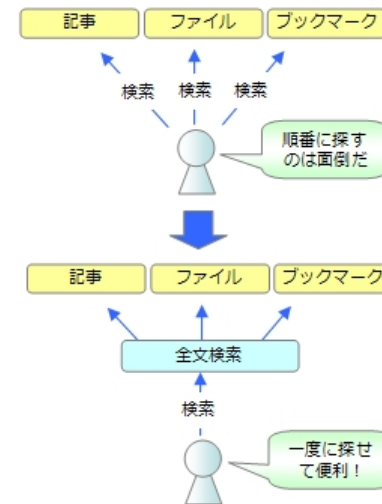 記事 ファイル ブックマーク
検索 検索 検索
順番に探す
のは面倒だ
記事 ファイル ブックマーク
全文検索
検索
一度に探せ
て便利！